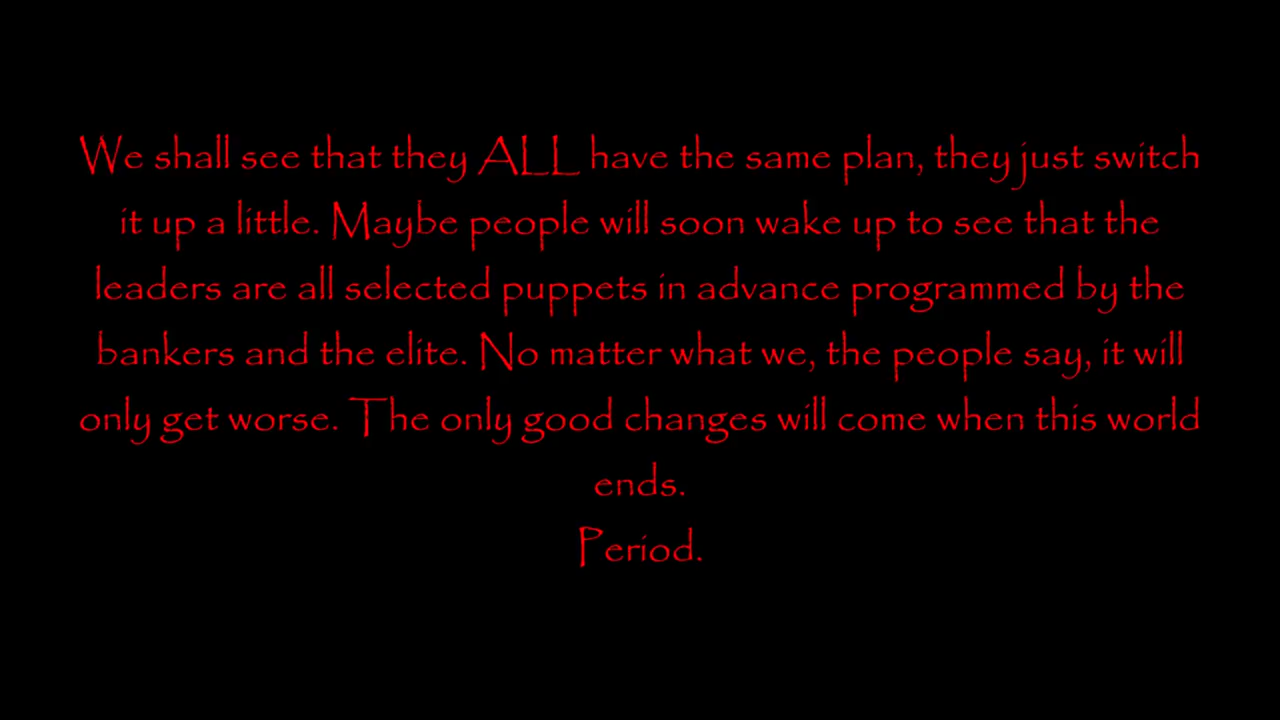 We shall see that they ALL have the same plan, they just switch
it up a little. Maybe people will soon wake up to see that the
leaders are all selected puppets in advance programmed by the
bankers and the elite. No matter what we, the people say, it will
only get worse. The only good changes will come when this world
ends.
Period.